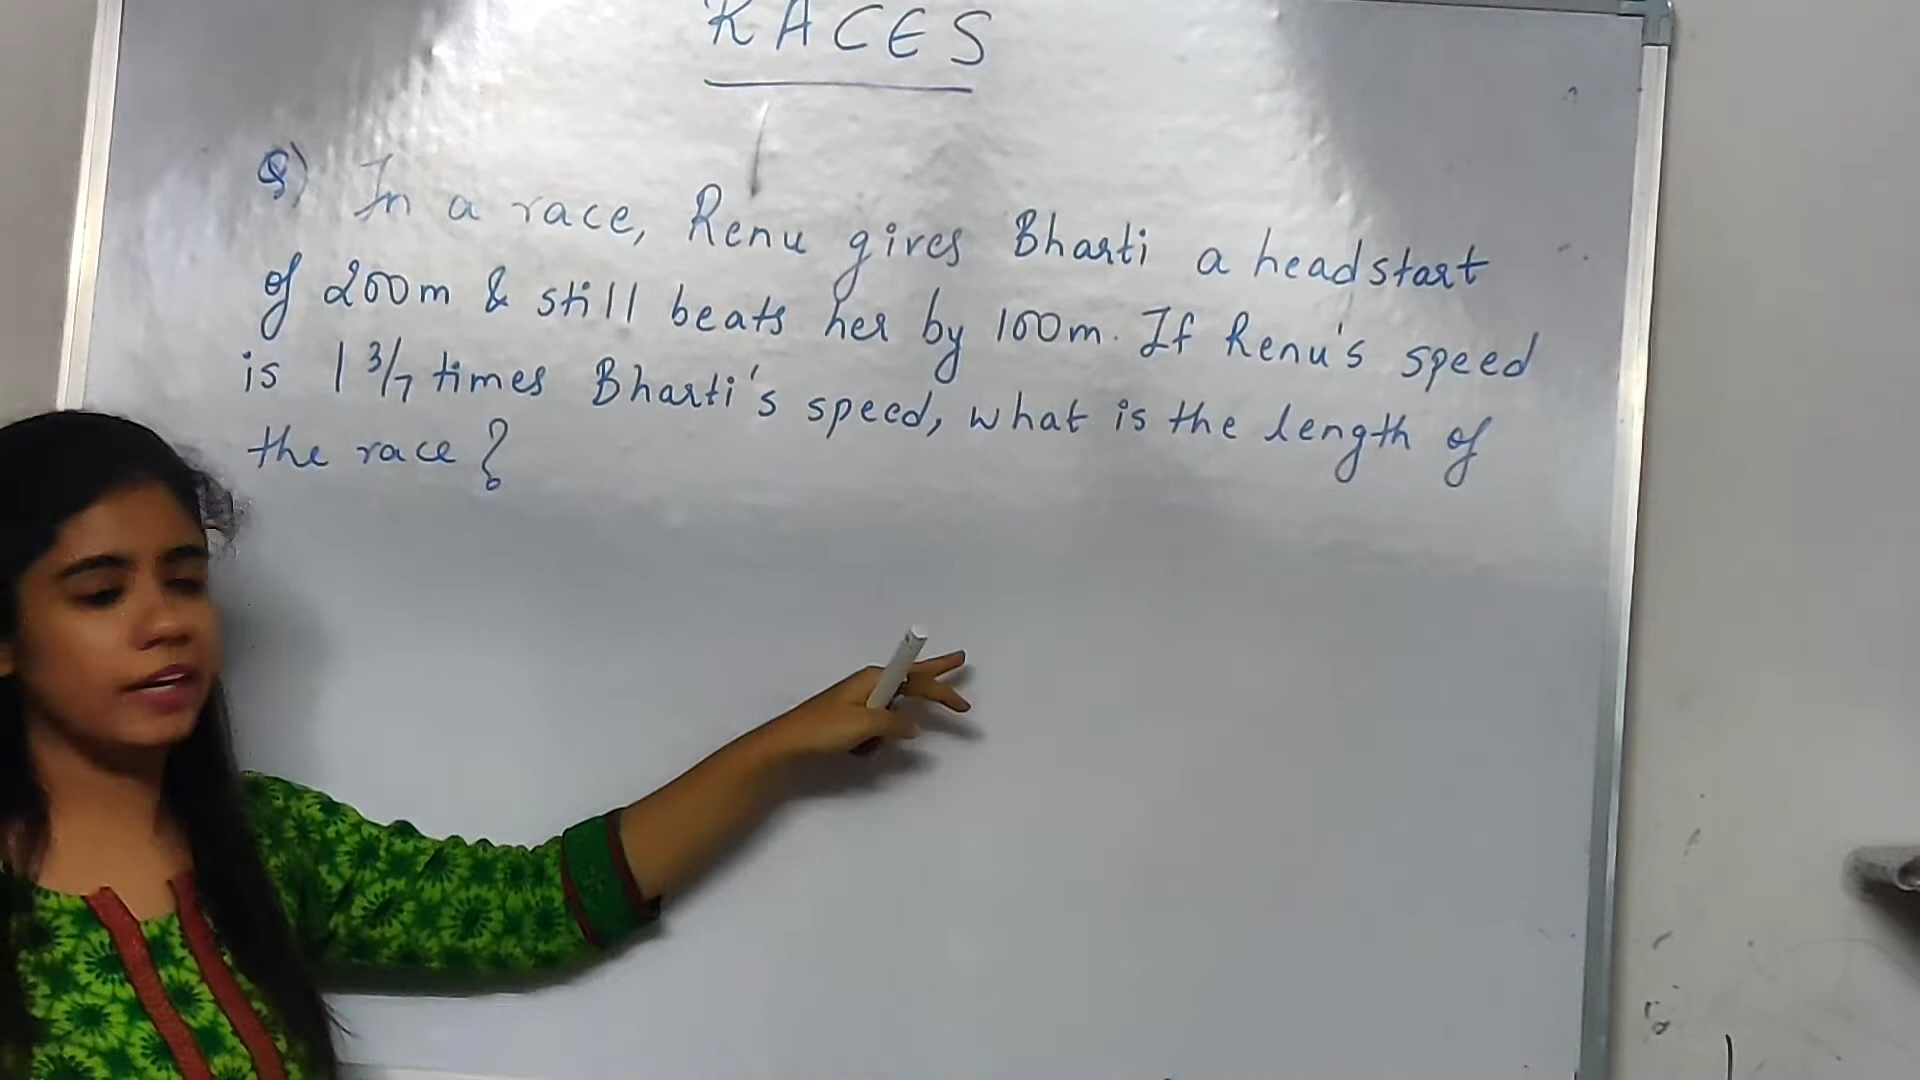 RACES
Q) In a race, Renu gives Bharti a headstart
of 200m & still beats her by 100m. If Renu's speed
is 1 3/7 times Bharti's speed, what is the length of
the race?